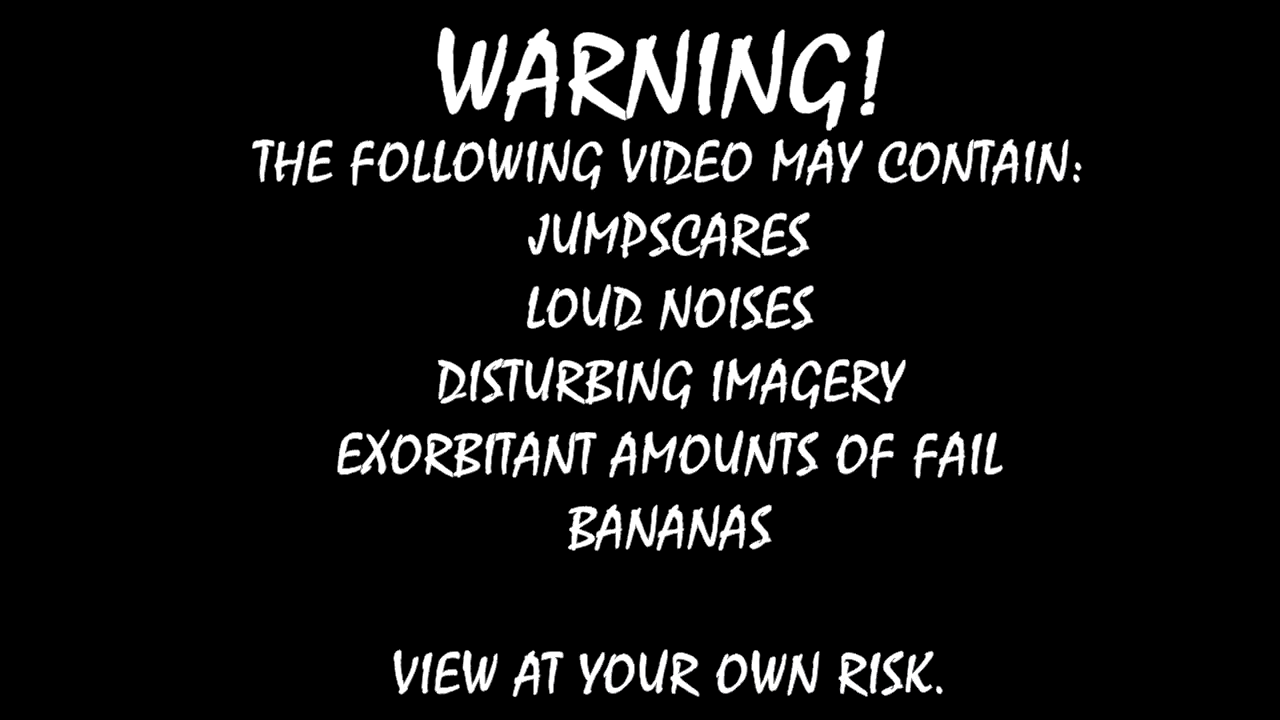 WARNING!
THE FOLLOWING VIDEO MAY CONTAIN:
JUMPSCARES
LOUD NOISES
DISTURBING IMAGERY
EXORBITANT AMOUNTS OF FAIL
BANANAS
VIEW AT YOUR OWN RISK.